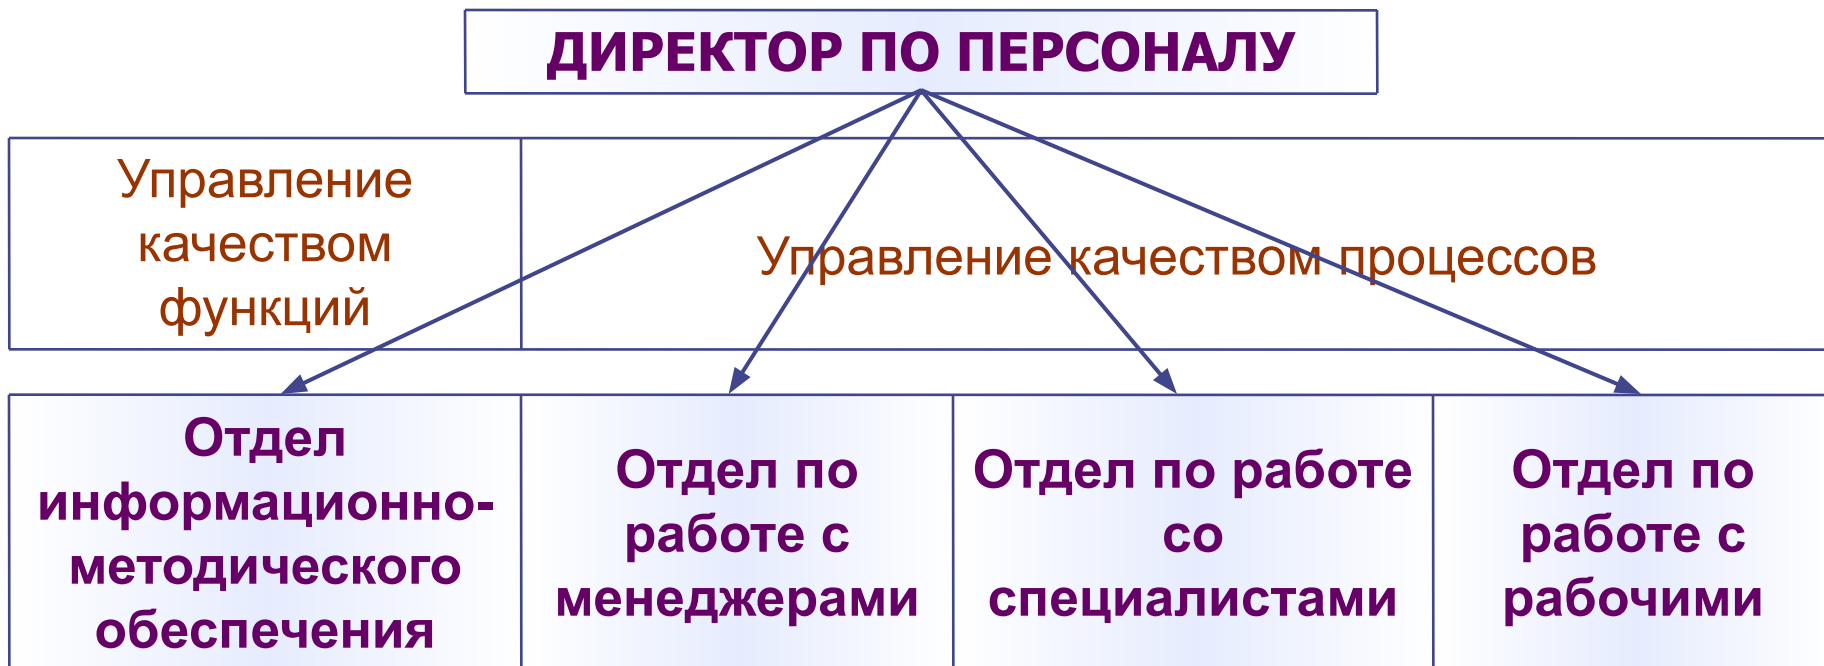 ДИРЕКТОР ПО ПЕРСОНАЛУ
Управление
качеством
функций
Управление качеством процессов
Отдел
информационно-
методического
обеспечения
Отдел по
работе с
менеджерами
Отдел по работе
со
специалистами
Отдел по
работе с
рабочими